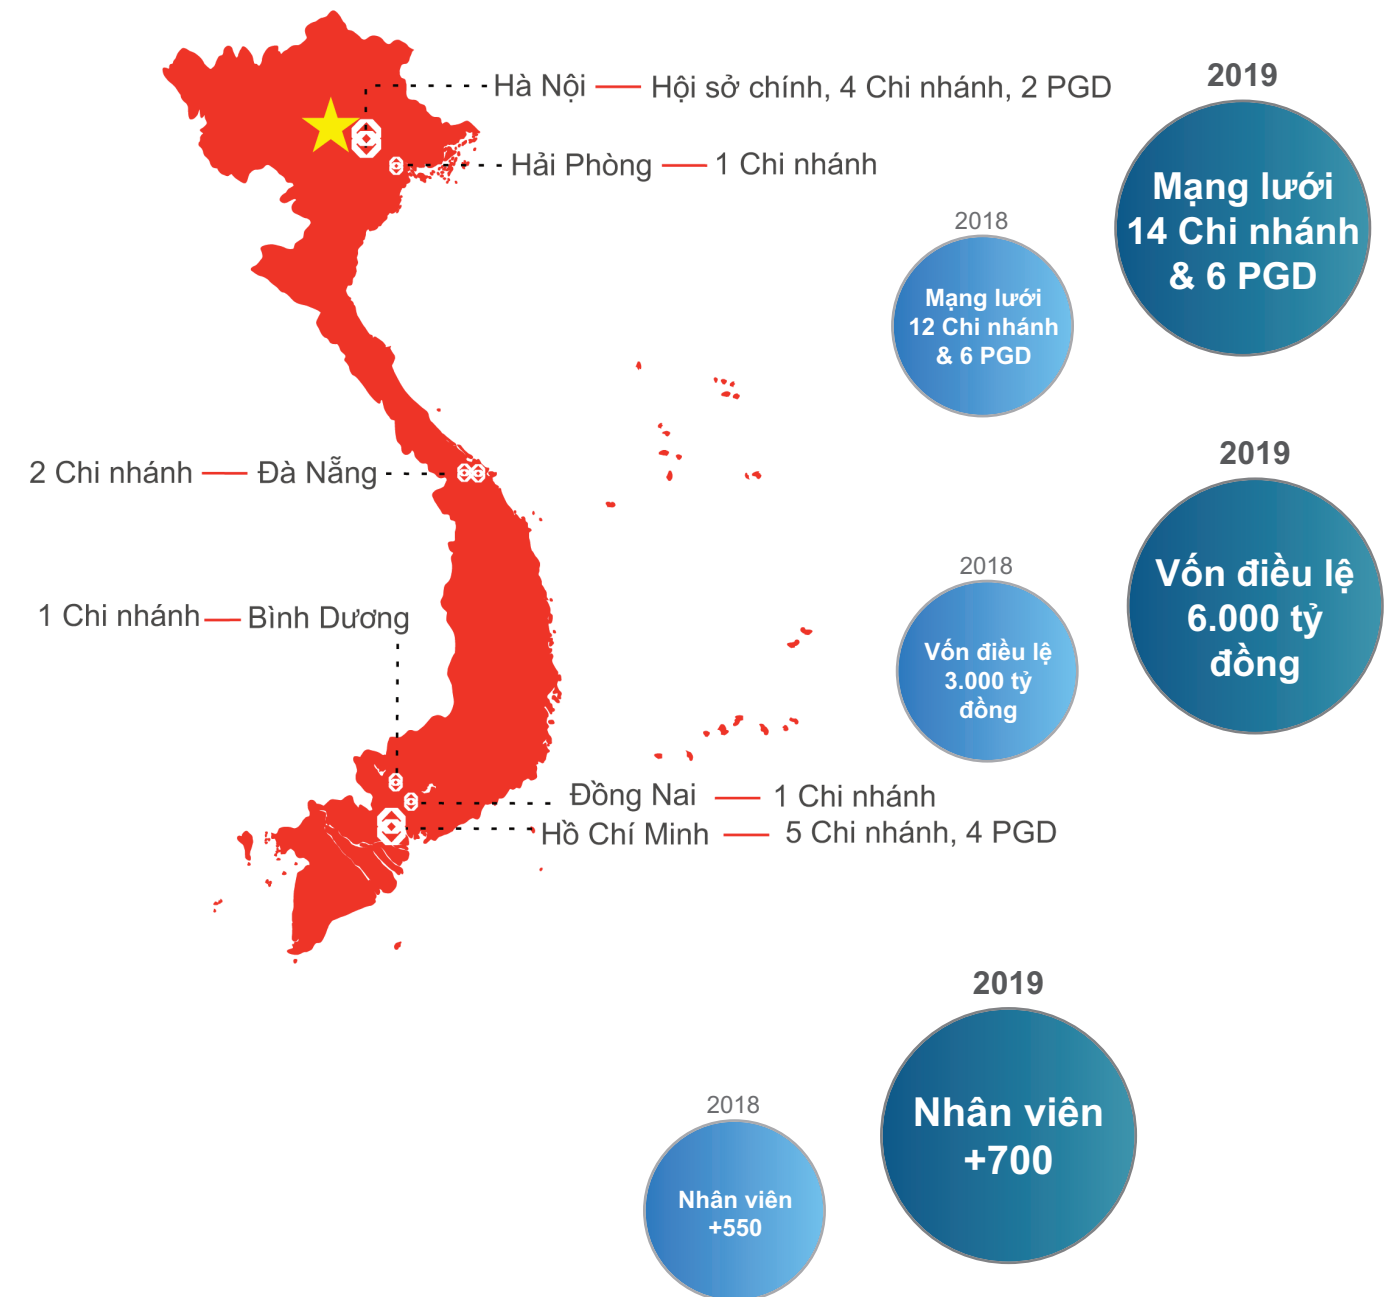 Hà Nội — Hội sở chính, 4 Chi nhánh, 2 PGD
Hải Phòng — 1 Chi nhánh
2 Chi nhánh — Đà Nẵng
1 Chi nhánh — Bình Dương
Đồng Nai — 1 Chi nhánh
Hồ Chí Minh — 5 Chi nhánh, 4 PGD
2018
Mạng lưới
12 Chi nhánh
& 6 PGD
2019
Mạng lưới
14 Chi nhánh
& 6 PGD
2018
Vốn điều lệ
3.000 tỷ
đồng
2019
Vốn điều lệ
6.000 tỷ
đồng
2018
Nhân viên
+550
2019
Nhân viên
+700